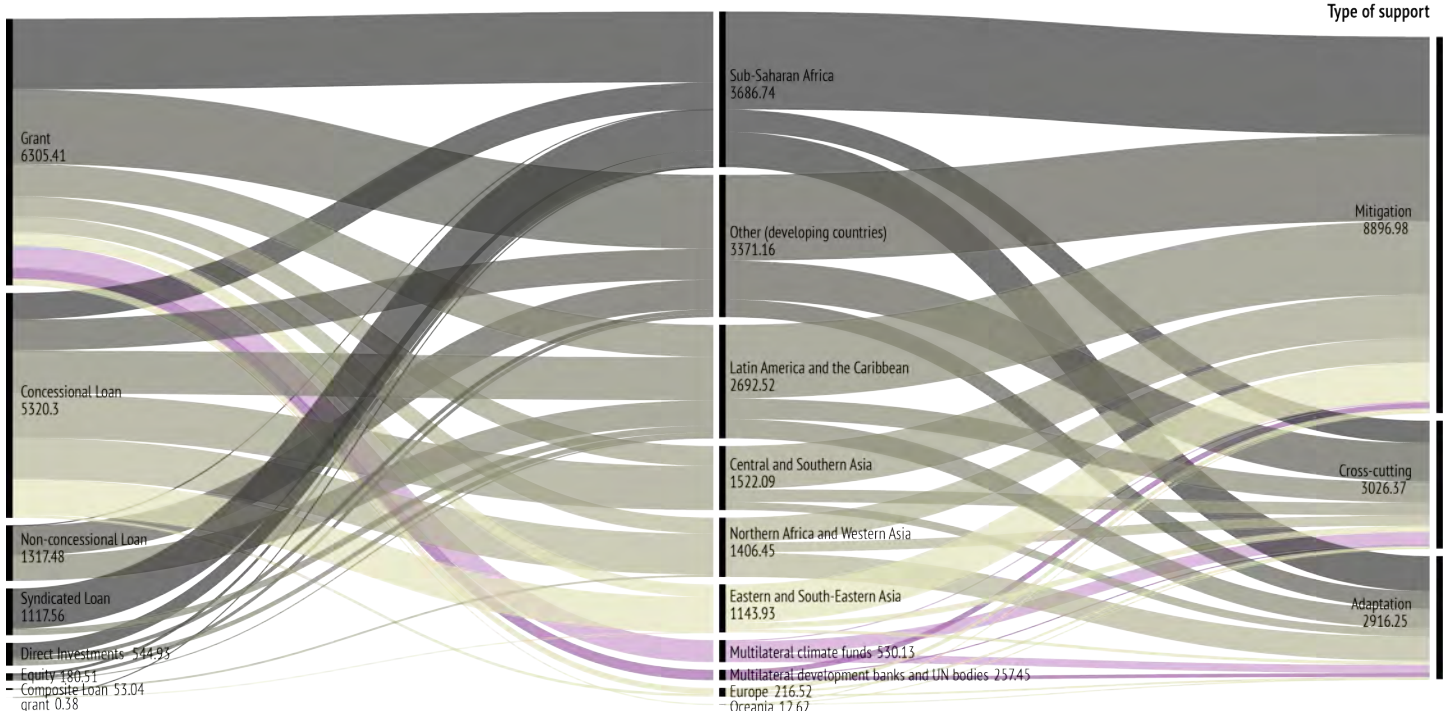 Type of support
Grant
6305.41
Concessional Loan
5320.3
Non-concessional Loan
1317.48
Syndicated Loan
1117.56
Direct Investments 544.93
Equity 180.51
Composite Loan 53.04
grant 0.38
Sub-Saharan Africa
3686.74
Other (developing countries)
3371.16
Latin America and the Caribbean
2692.52
Central and Southern Asia
1522.09
Northern Africa and Western Asia
1406.45
Eastern and South-Eastern Asia
1143.93
Multilateral climate funds 530.13
Multilateral development banks and UN bodies 257.45
Europe 216.52
Oceania 12.62
Mitigation
8896.98
Cross-cutting
3026.37
Adaptation
2916.25